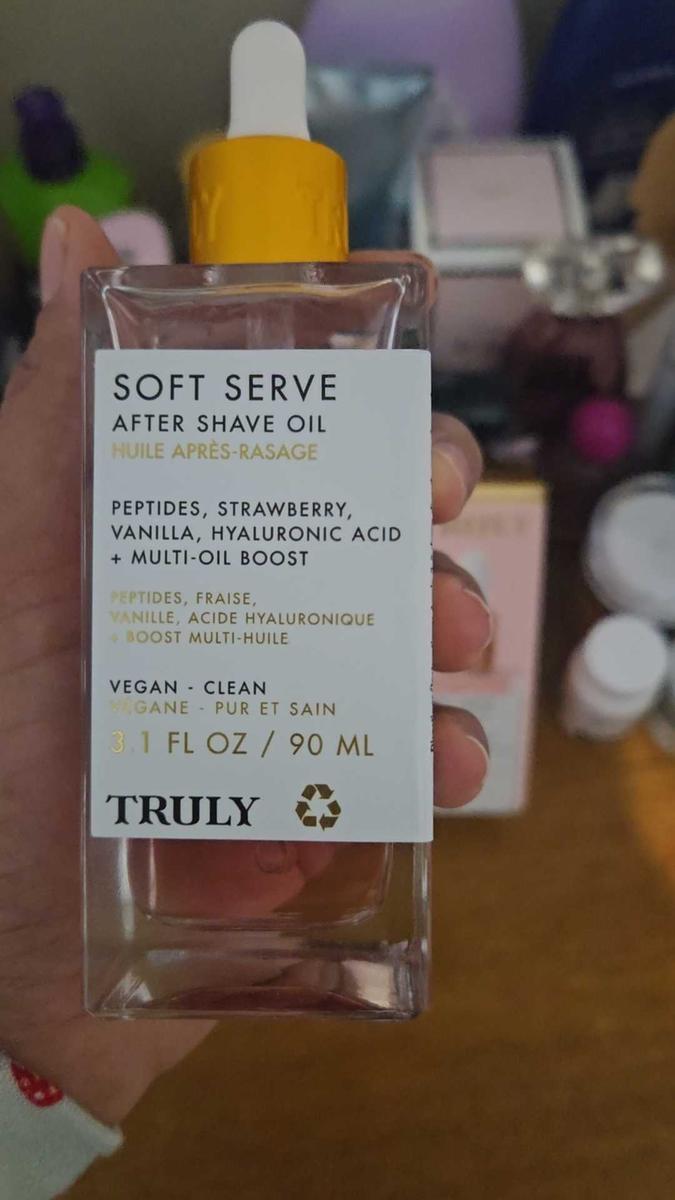 SOFT SERVE
AFTER SHAVE OIL
HUILE APRÈS-RASAGE
PEPTIDES, STRAWBERRY,
VANILLA, HYALURONIC ACID
+ MULTI-OIL BOOST
PEPTIDES, FRAISE,
VANILLE, ACIDE HYALURONIQUE
+ BOOST MULTI-HUILE
VEGAN - CLEAN
VÉGANE - PUR ET SAIN
3.1 FL OZ / 90 ML
TRULY